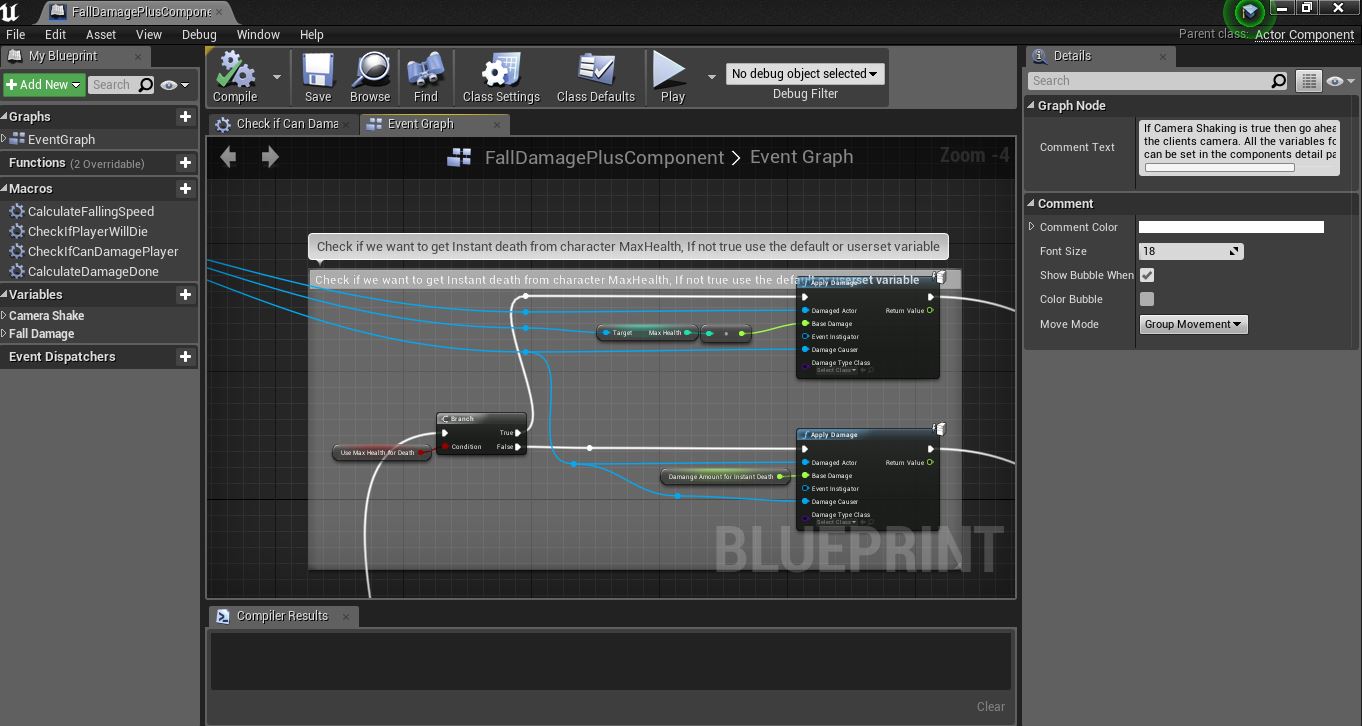 FallDamagePlusCompone
File Edit Asset View Debug Window Help
Parent class: Actor Component
My Blueprint
Add New
Search
Graphs
EventGraph
Functions (2 Overridable)
Macros
CalculateFallingSpeed
CheckIfPlayerWillDie
CheckIfCanDamagePlayer
CalculateDamageDone
Variables
Camera Shake
Fall Damage
Event Dispatchers
Compile Save Browse Find Class Settings Class Defaults Play
No debug object selected
Debug Filter
Check if Can Dama
Event Graph
FallDamagePlusComponent > Event Graph
Zoom -4
Check if we want to get Instant death from character MaxHealth, If not true use the default or userset variable
Check if we want to get Instant death from character MaxHealth, If not true use the default or userset variable
Apply Damage
Damaged Actor Return Value
Base Damage
Event Instigator
Damage Causer
Damage Type Class
Select Class
Target Max Health
Branch
True
Condition False
Use Max Health for Death
Damange Amount for Instant Death
Apply Damage
Damaged Actor Return Value
Base Damage
Event Instigator
Damage Causer
Damage Type Class
Select Class
BLUEPRINT
Compiler Results
Clear
Details
Search
Graph Node
Comment Text
If Camera Shaking is true then go ahea
the clients camera. All the variables fo
can be set in the components detail pa
Comment
Comment Color
Font Size 18
Show Bubble When
Color Bubble
Move Mode Group Movement